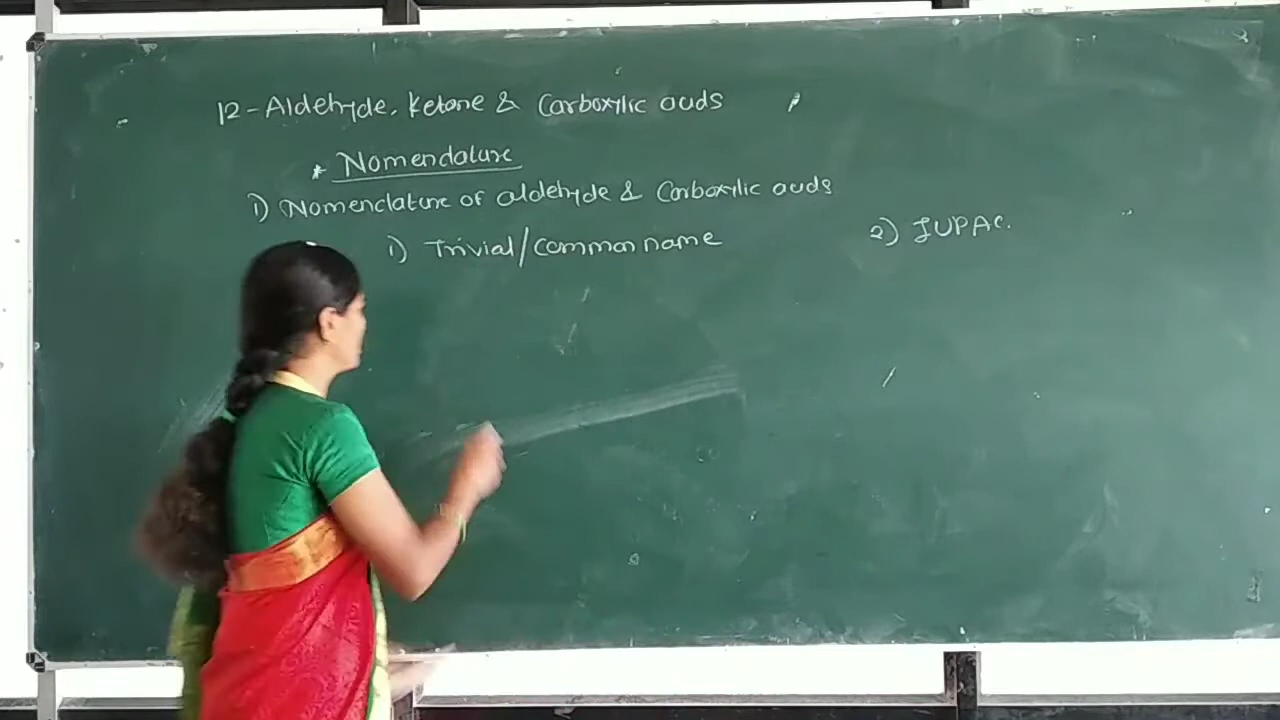 12 - Aldehyde, Ketone & Carboxylic acids
* Nomenclature
1) Nomenclature of aldehyde & Carboxylic acids
1) Trivial/common name 2) IUPAC.